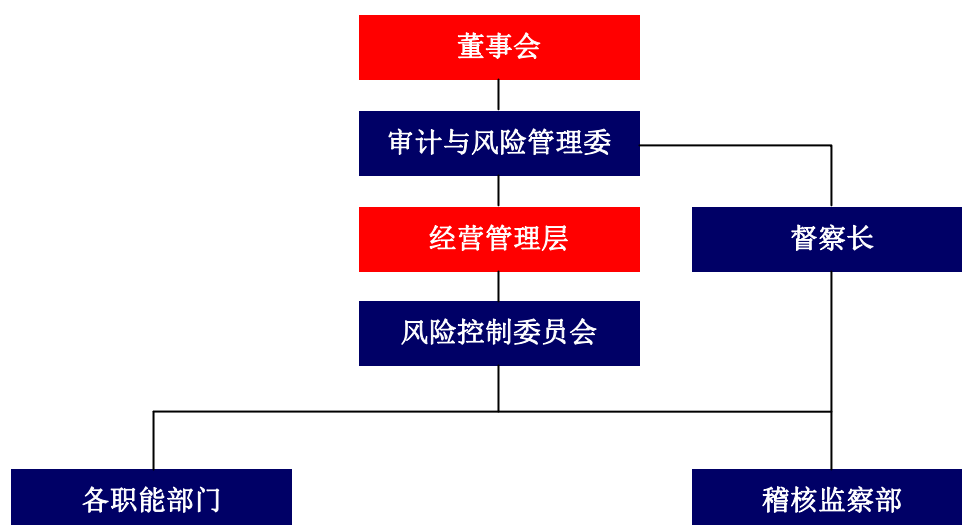 董事会
审计与风险管理委
经营管理层
督察长
风险控制委员会
各职能部门
稽核监察部